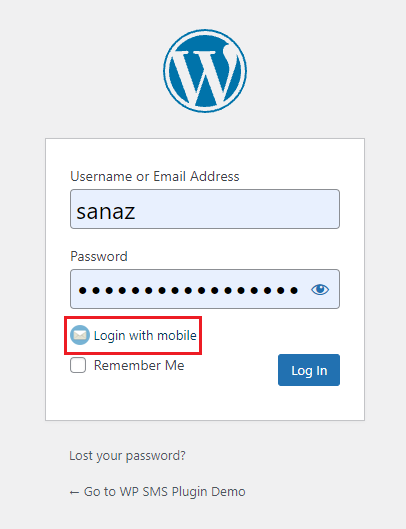 Username or Email Address
sanaz
Password
●●●●●●●●●●●●●●●●●
Login with mobile
Remember Me
Log In
Lost your password?
← Go to WP SMS Plugin Demo